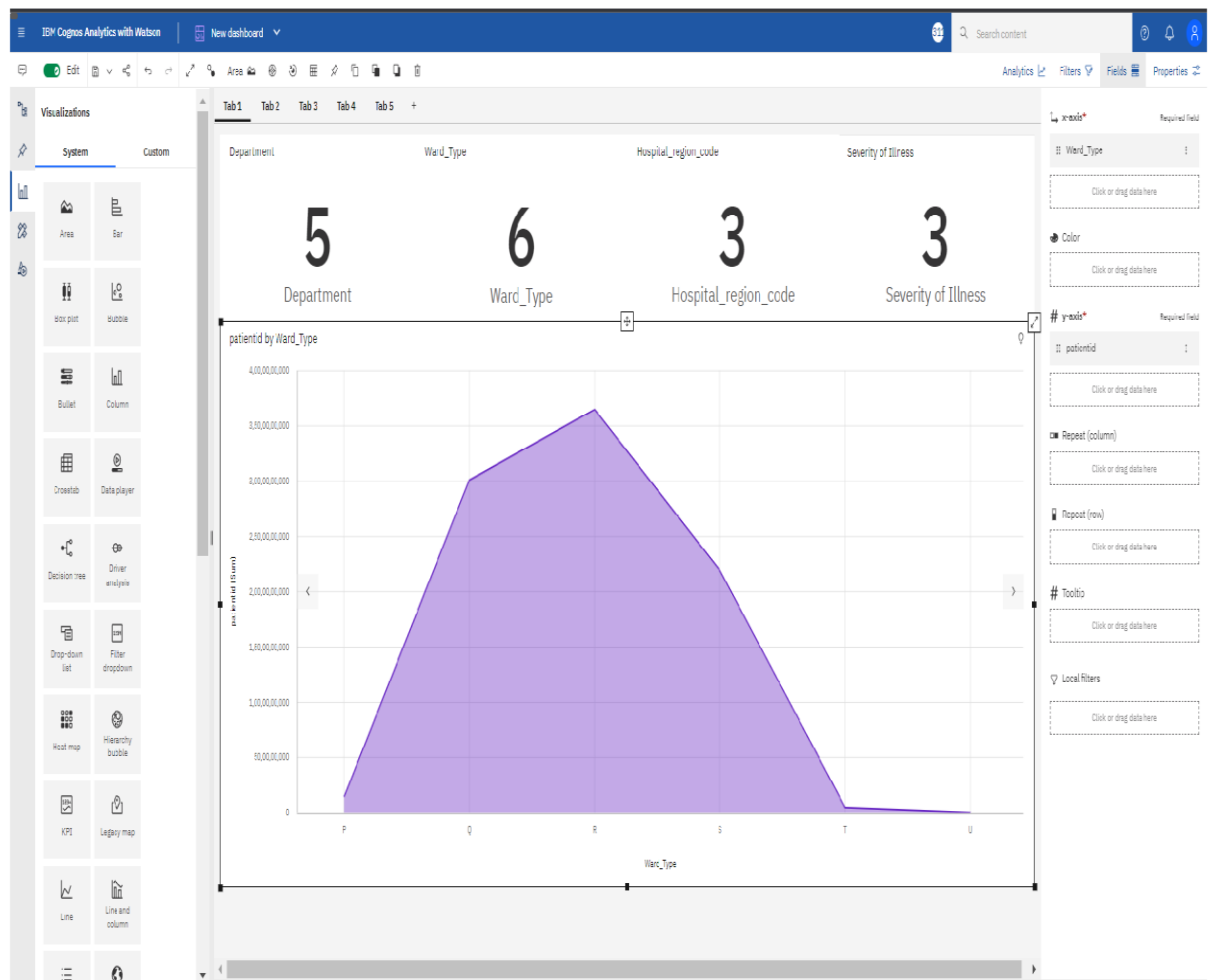 IBM Cognos Analytics with Watson
New dashboard
Search content
Edit
Area
Analytics
Filters
Fields
Properties
Visualizations
System
Custom
Area
Bar
Box plot
Bubble
Bullet
Column
Crosstab
Data player
Decision tree
Driver
analysis
Drop-down
list
Filter
dropdown
Heat map
Hierarchy
bubble
KPI
Legacy map
Line
Line and
column
Tab 1
Tab 2
Tab 3
Tab 4
Tab 5
+
Department
Ward_Type
Hospital_region_code
Severity of Illness
5
6
3
3
Department
Ward_Type
Hospital_region_code
Severity of Illness
patientid by Ward_Type
patientid (Sum)
4,00,00,00,000
3,50,00,00,000
3,00,00,00,000
2,50,00,00,000
2,00,00,00,000
1,50,00,00,000
1,00,00,00,000
50,00,00,000
0
P
Q
R
S
T
U
Ward_Type
x-axis*
Required field
Ward_Type
Click or drag data here
Color
Click or drag data here
y-axis*
Required field
patientid
Click or drag data here
Repeat (column)
Click or drag data here
Repeat (row)
Click or drag data here
Tooltip
Click or drag data here
Local filters
Click or drag data here